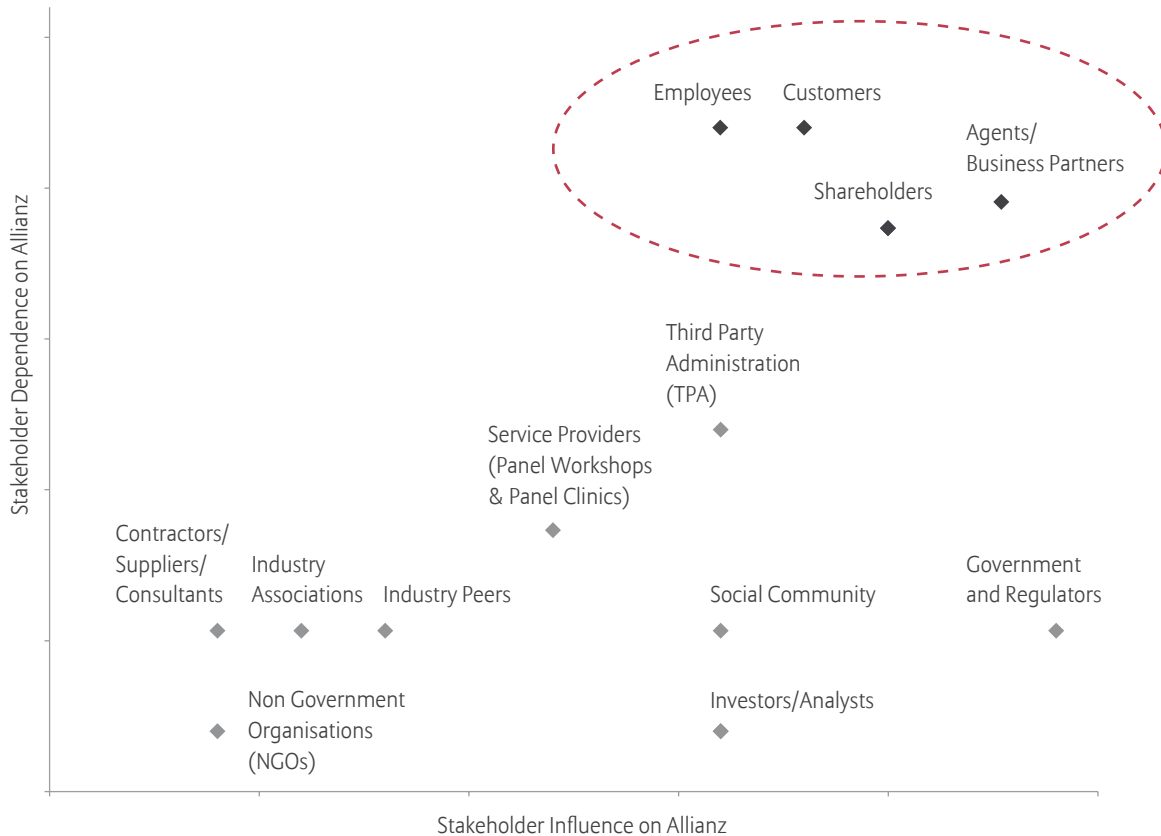 Stakeholder Dependence on Allianz
Employees
Customers
Agents/
Business Partners
Shareholders
Third Party
Administration
(TPA)
Service Providers
(Panel Workshops
& Panel Clinics)
Contractors/
Suppliers/
Consultants
Industry
Associations
Industry Peers
Social Community
Government
and Regulators
Non Government
Organisations
(NGOs)
Investors/Analysts
Stakeholder Influence on Allianz